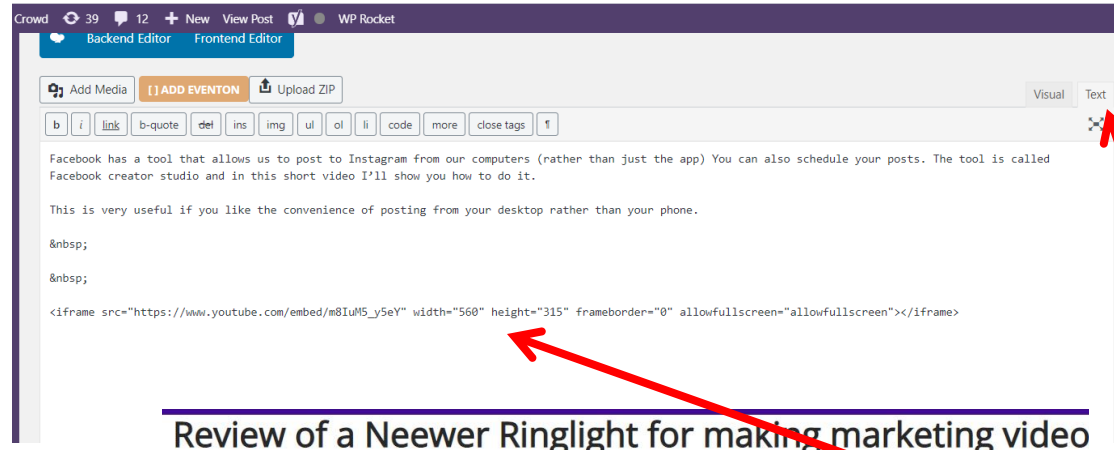 Crowd 39 12 + New View Post WP Rocket
Backend Editor Frontend Editor
Add Media [ ] ADD EVENTON Upload ZIP
Visual Text
b i link b-quote del ins img ul ol li code more close tags ¶
Facebook has a tool that allows us to post to Instagram from our computers (rather than just the app) You can also schedule your posts. The tool is called
Facebook creator studio and in this short video I’ll show you how to do it.
This is very useful if you like the convenience of posting from your desktop rather than your phone.
&nbsp;
&nbsp;
<iframe src="https://www.youtube.com/embed/m8IuM5_y5eY" width="560" height="315" frameborder="0" allowfullscreen="allowfullscreen"></iframe>
Review of a Neewer Ringlight for making marketing video